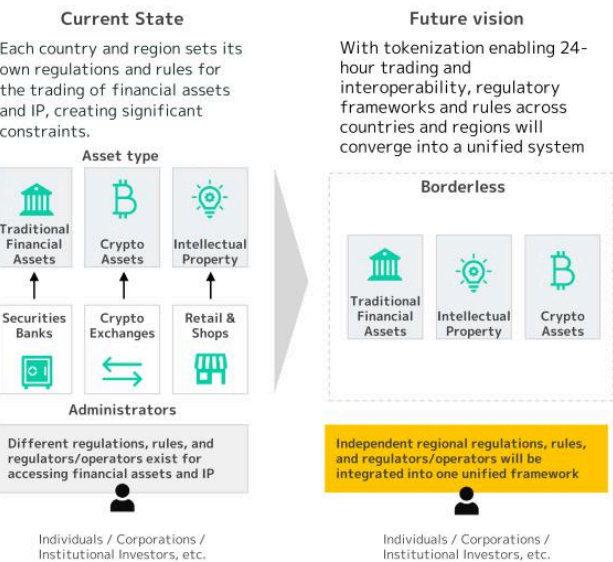 Current State
Each country and region sets its
own regulations and rules for
the trading of financial assets
and IP, creating significant
constraints.
Asset type
Traditional
Financial
Assets
Crypto
Assets
Intellectual
Property
Securities
Banks
Crypto
Exchanges
Retail &
Shops
Administrators
Different regulations, rules, and
regulators/operators exist for
accessing financial assets and IP
Individuals / Corporations /
Institutional Investors, etc.
Future vision
With tokenization enabling 24-
hour trading and
interoperability, regulatory
frameworks and rules across
countries and regions will
converge into a unified system
Borderless
Traditional
Financial
Assets
Intellectual
Property
Crypto
Assets
Independent regional regulations, rules,
and regulators/operators will be
integrated into one unified framework
Individuals / Corporations /
Institutional Investors, etc.